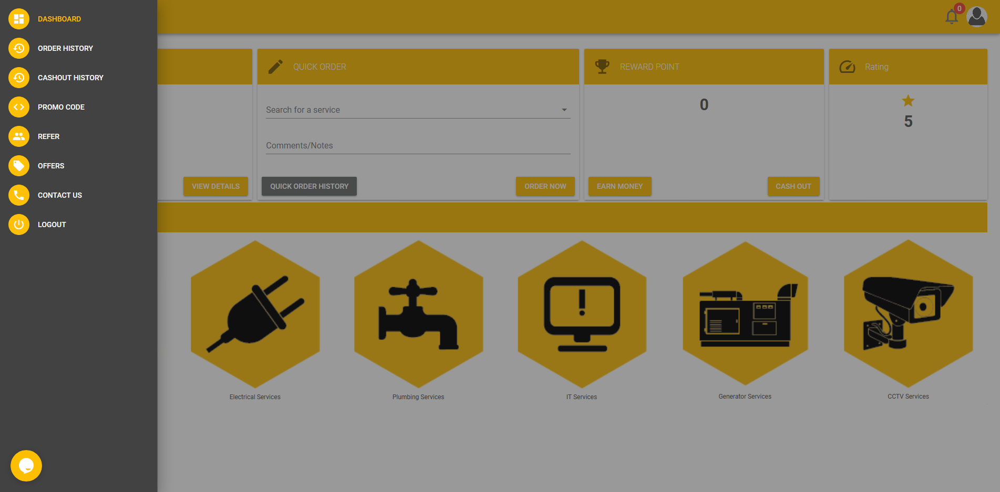 DASHBOARD
ORDER HISTORY
CASHOUT HISTORY
PROMO CODE
REFER
OFFERS
CONTACT US
LOGOUT
0
QUICK ORDER
Search for a service
Comments/Notes
VIEW DETAILS
QUICK ORDER HISTORY
ORDER NOW
REWARD POINT
0
EARN MONEY
CASH OUT
Rating
5
Electrical Services
Plumbing Services
IT Services
Generator Services
CCTV Services